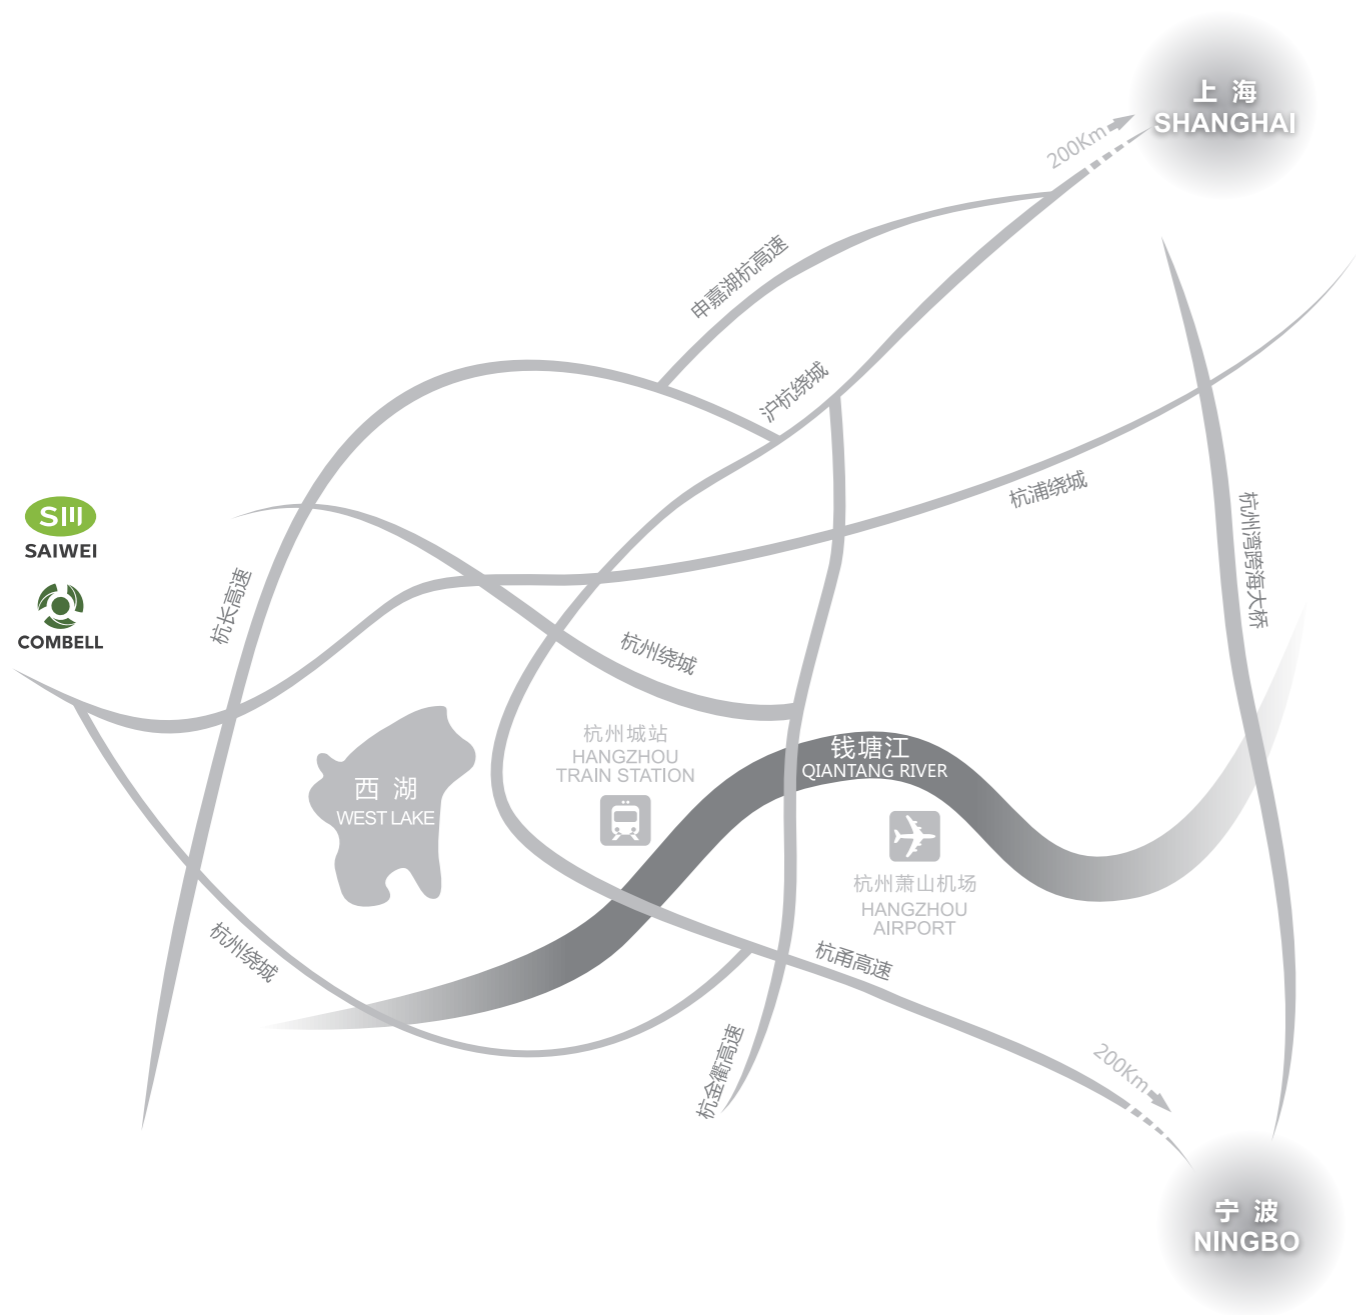 上 海
SHANGHAI
200Km
申嘉湖杭高速
沪杭绕城
杭浦绕城
SAIWEI
杭州湾跨海大桥
杭长高速
COMBELL
杭州绕城
杭州城站
HANGZHOU
TRAIN STATION
钱塘江
QIANTANG RIVER
西 湖
WEST LAKE
杭州萧山机场
HANGZHOU
AIRPORT
杭州绕城
杭甬高速
杭金衢高速
200Km
宁 波
NINGBO